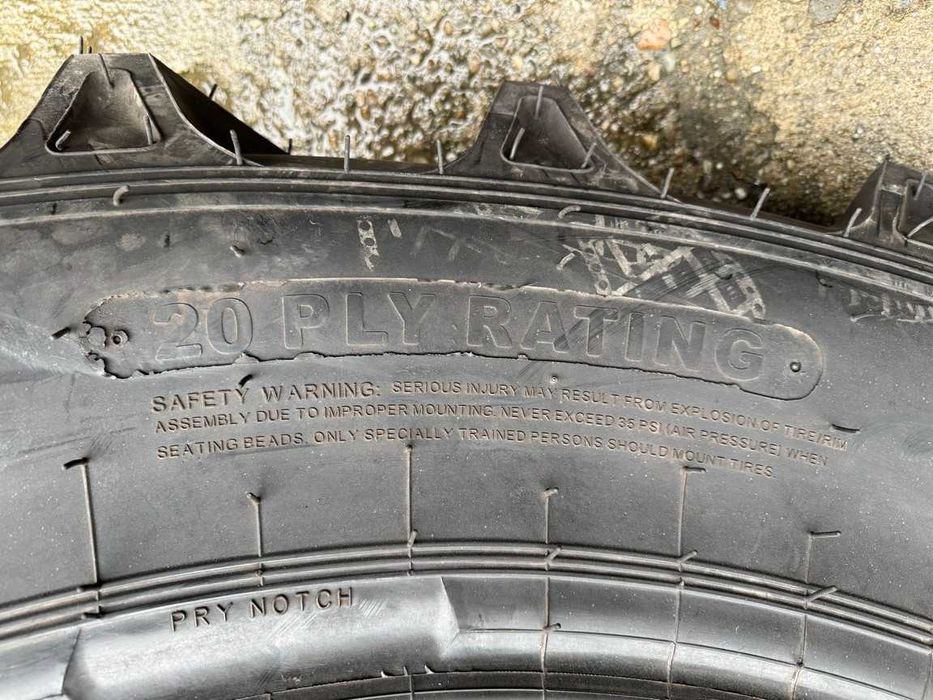 20 PLY RATING
SAFETY WARNING: SERIOUS INJURY MAY RESULT FROM EXPLOSION OF TIRE/RIM
ASSEMBLY DUE TO IMPROPER MOUNTING. NEVER EXCEED 35 PSI (AIR PRESSURE) WHEN
SEATING BEADS. ONLY SPECIALLY TRAINED PERSONS SHOULD MOUNT TIRES.
PRY NOTCH